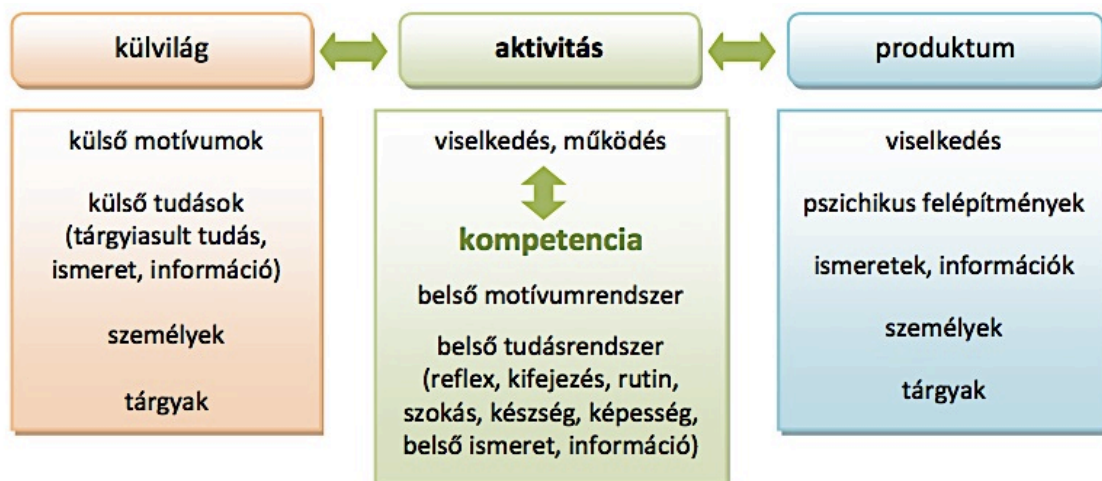 külvilág
aktivitás
produktum
külső motívumok
külső tudások
(tárgyiasult tudás,
ismeret, információ)
személyek
tárgyak
viselkedés, működés
kompetencia
belső motívumrendszer
belső tudásrendszer
(reflex, kifejezés, rutin,
szokás, készség, képesség,
belső ismeret, információ)
viselkedés
pszichikus felépítmények
ismeretek, információk
személyek
tárgyak